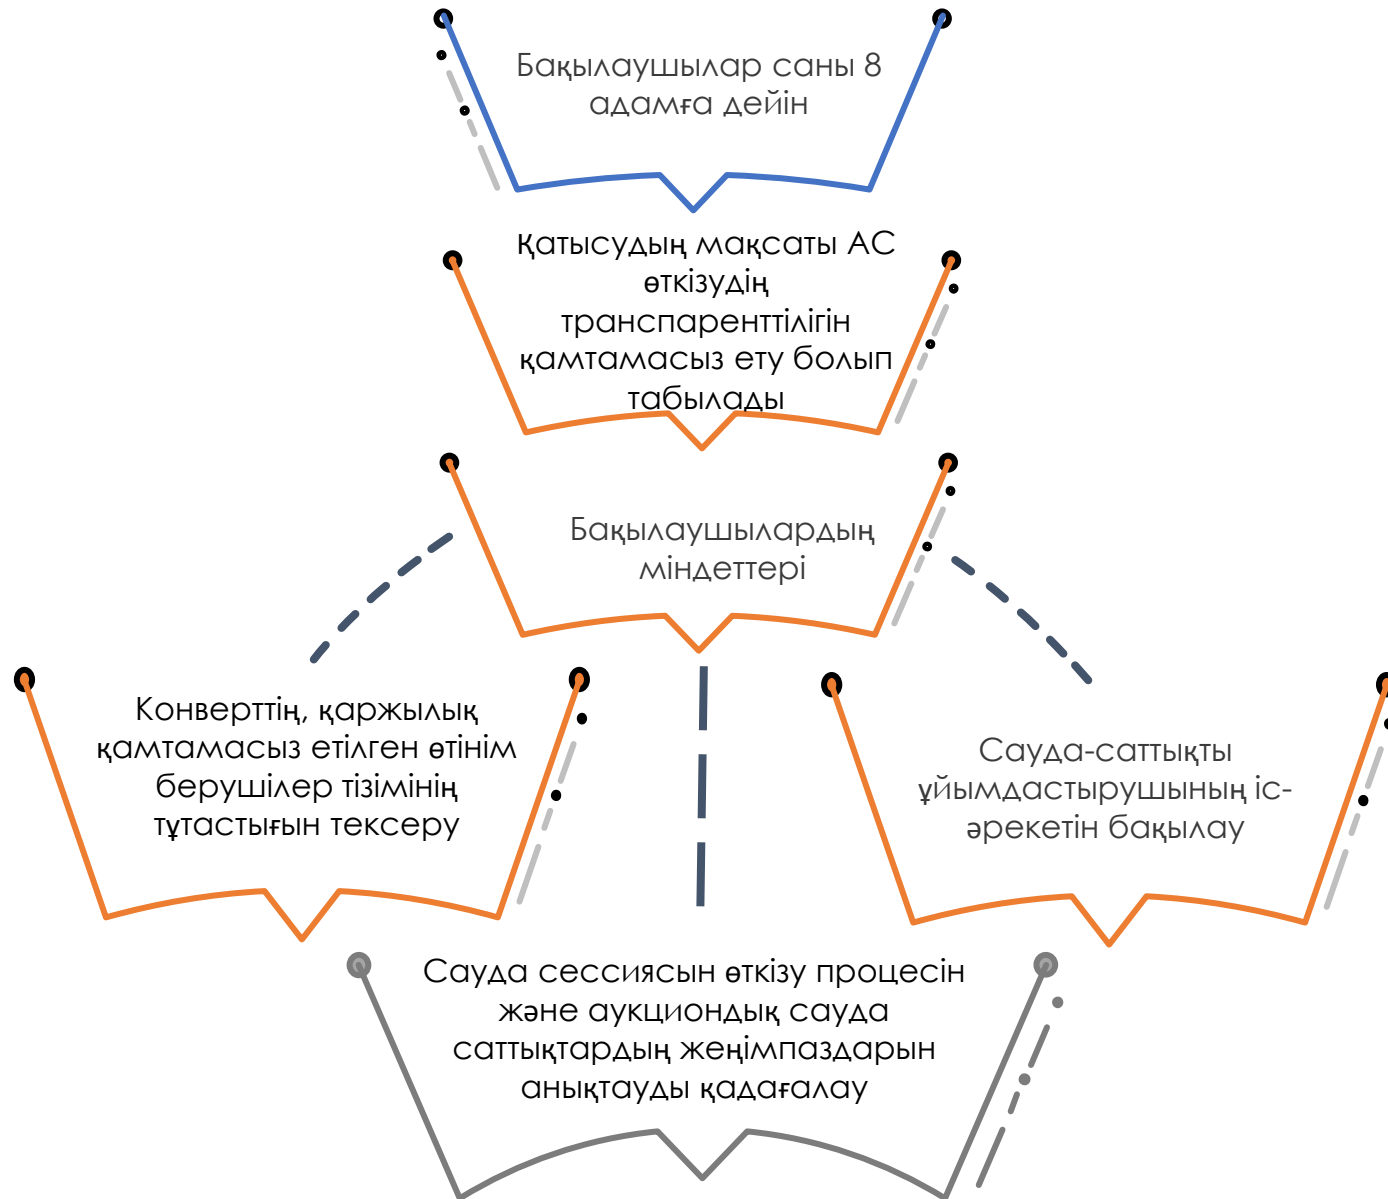 Бақылаушылар саны 8
адамға дейін
Қатысудың мақсаты АС
өткізудің
транспаренттілігін
қамтамасыз ету болып
табылады
Бақылаушылардың
міндеттері
Конверттің, қаржылық
қамтамасыз етілген өтінім
берушілер тізімінің
тұтастығын тексеру
Сауда-саттықты
ұйымдастырушының іс-
әрекетін бақылау
Сауда сессиясын өткізу процесін
және аукциондық сауда
саттықтардың жеңімпаздарын
анықтауды қадағалау